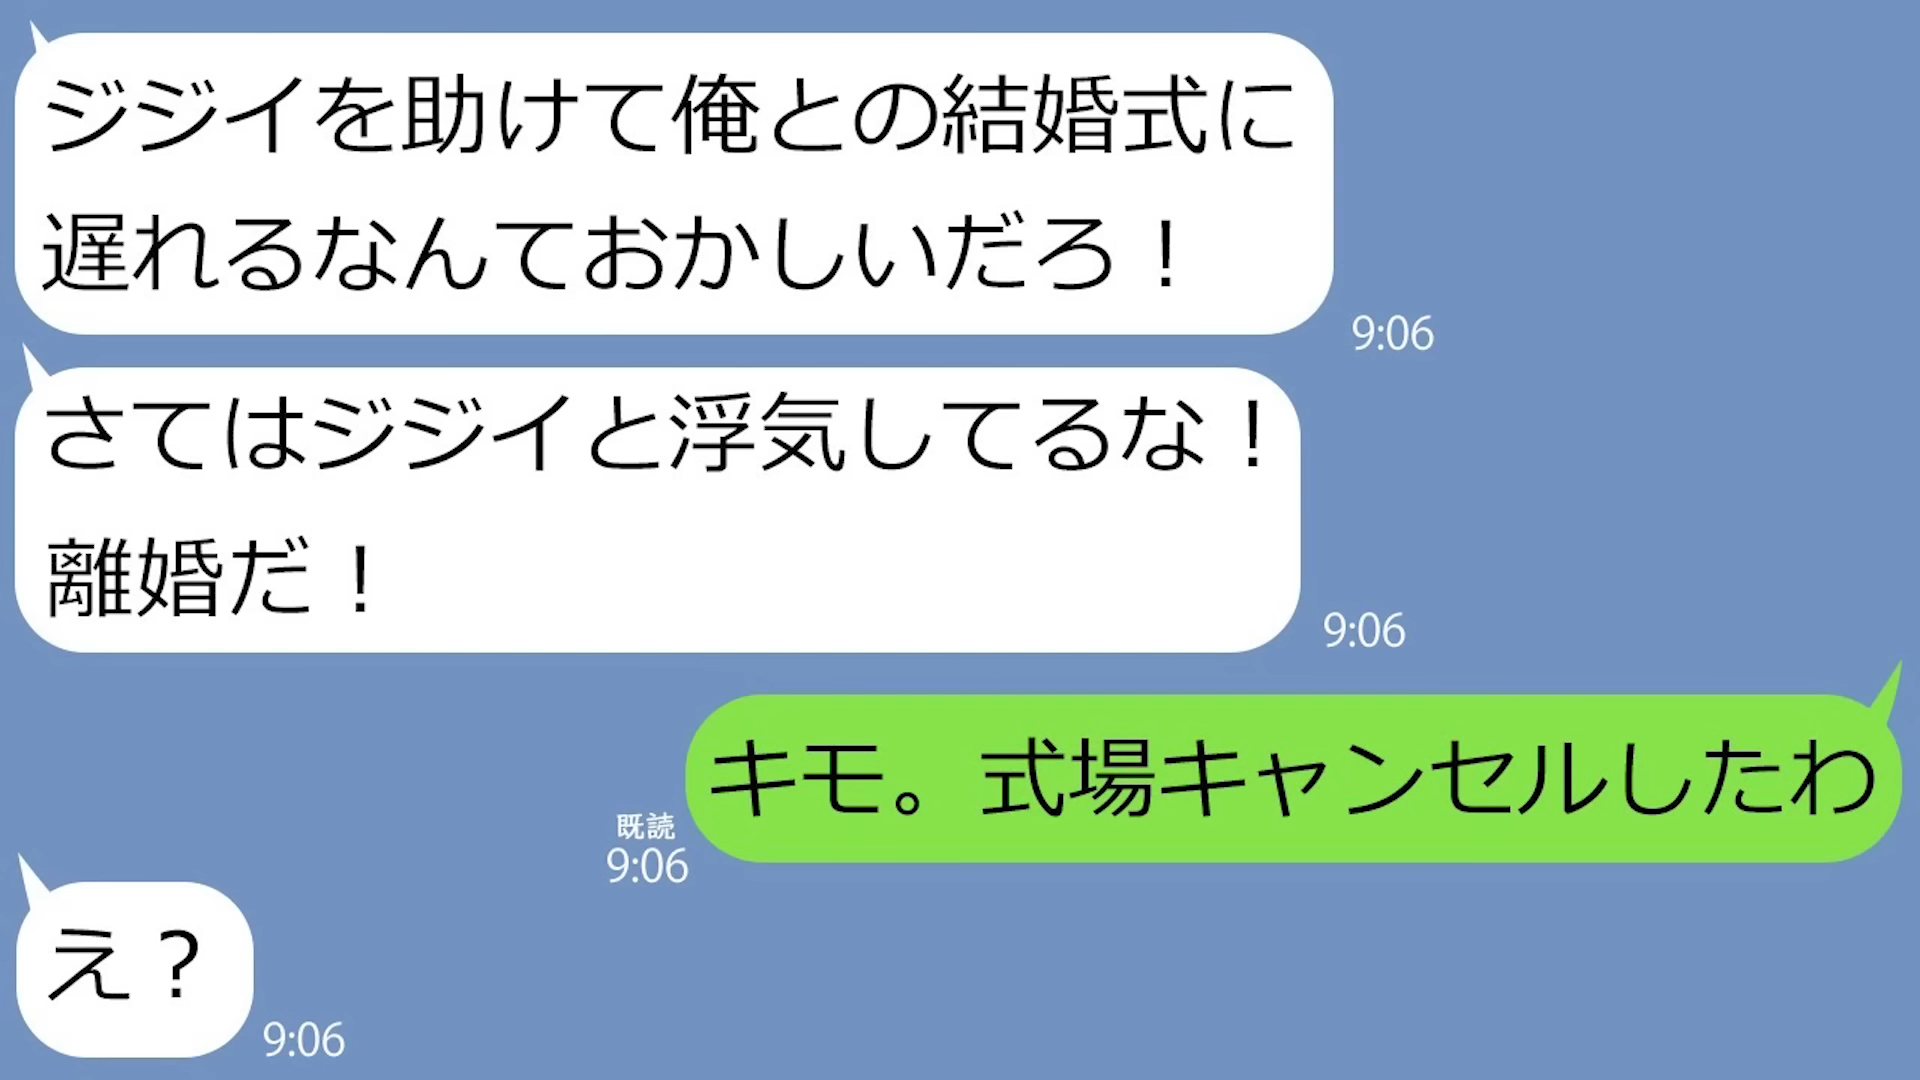 ジジイを助けて俺との結婚式に
遅れるなんておかしいだろ！
9:06
さてはジジイと浮気してるな！
離婚だ！
9:06
キモ。式場キャンセルしたわ
既読
9:06
え？
9:06